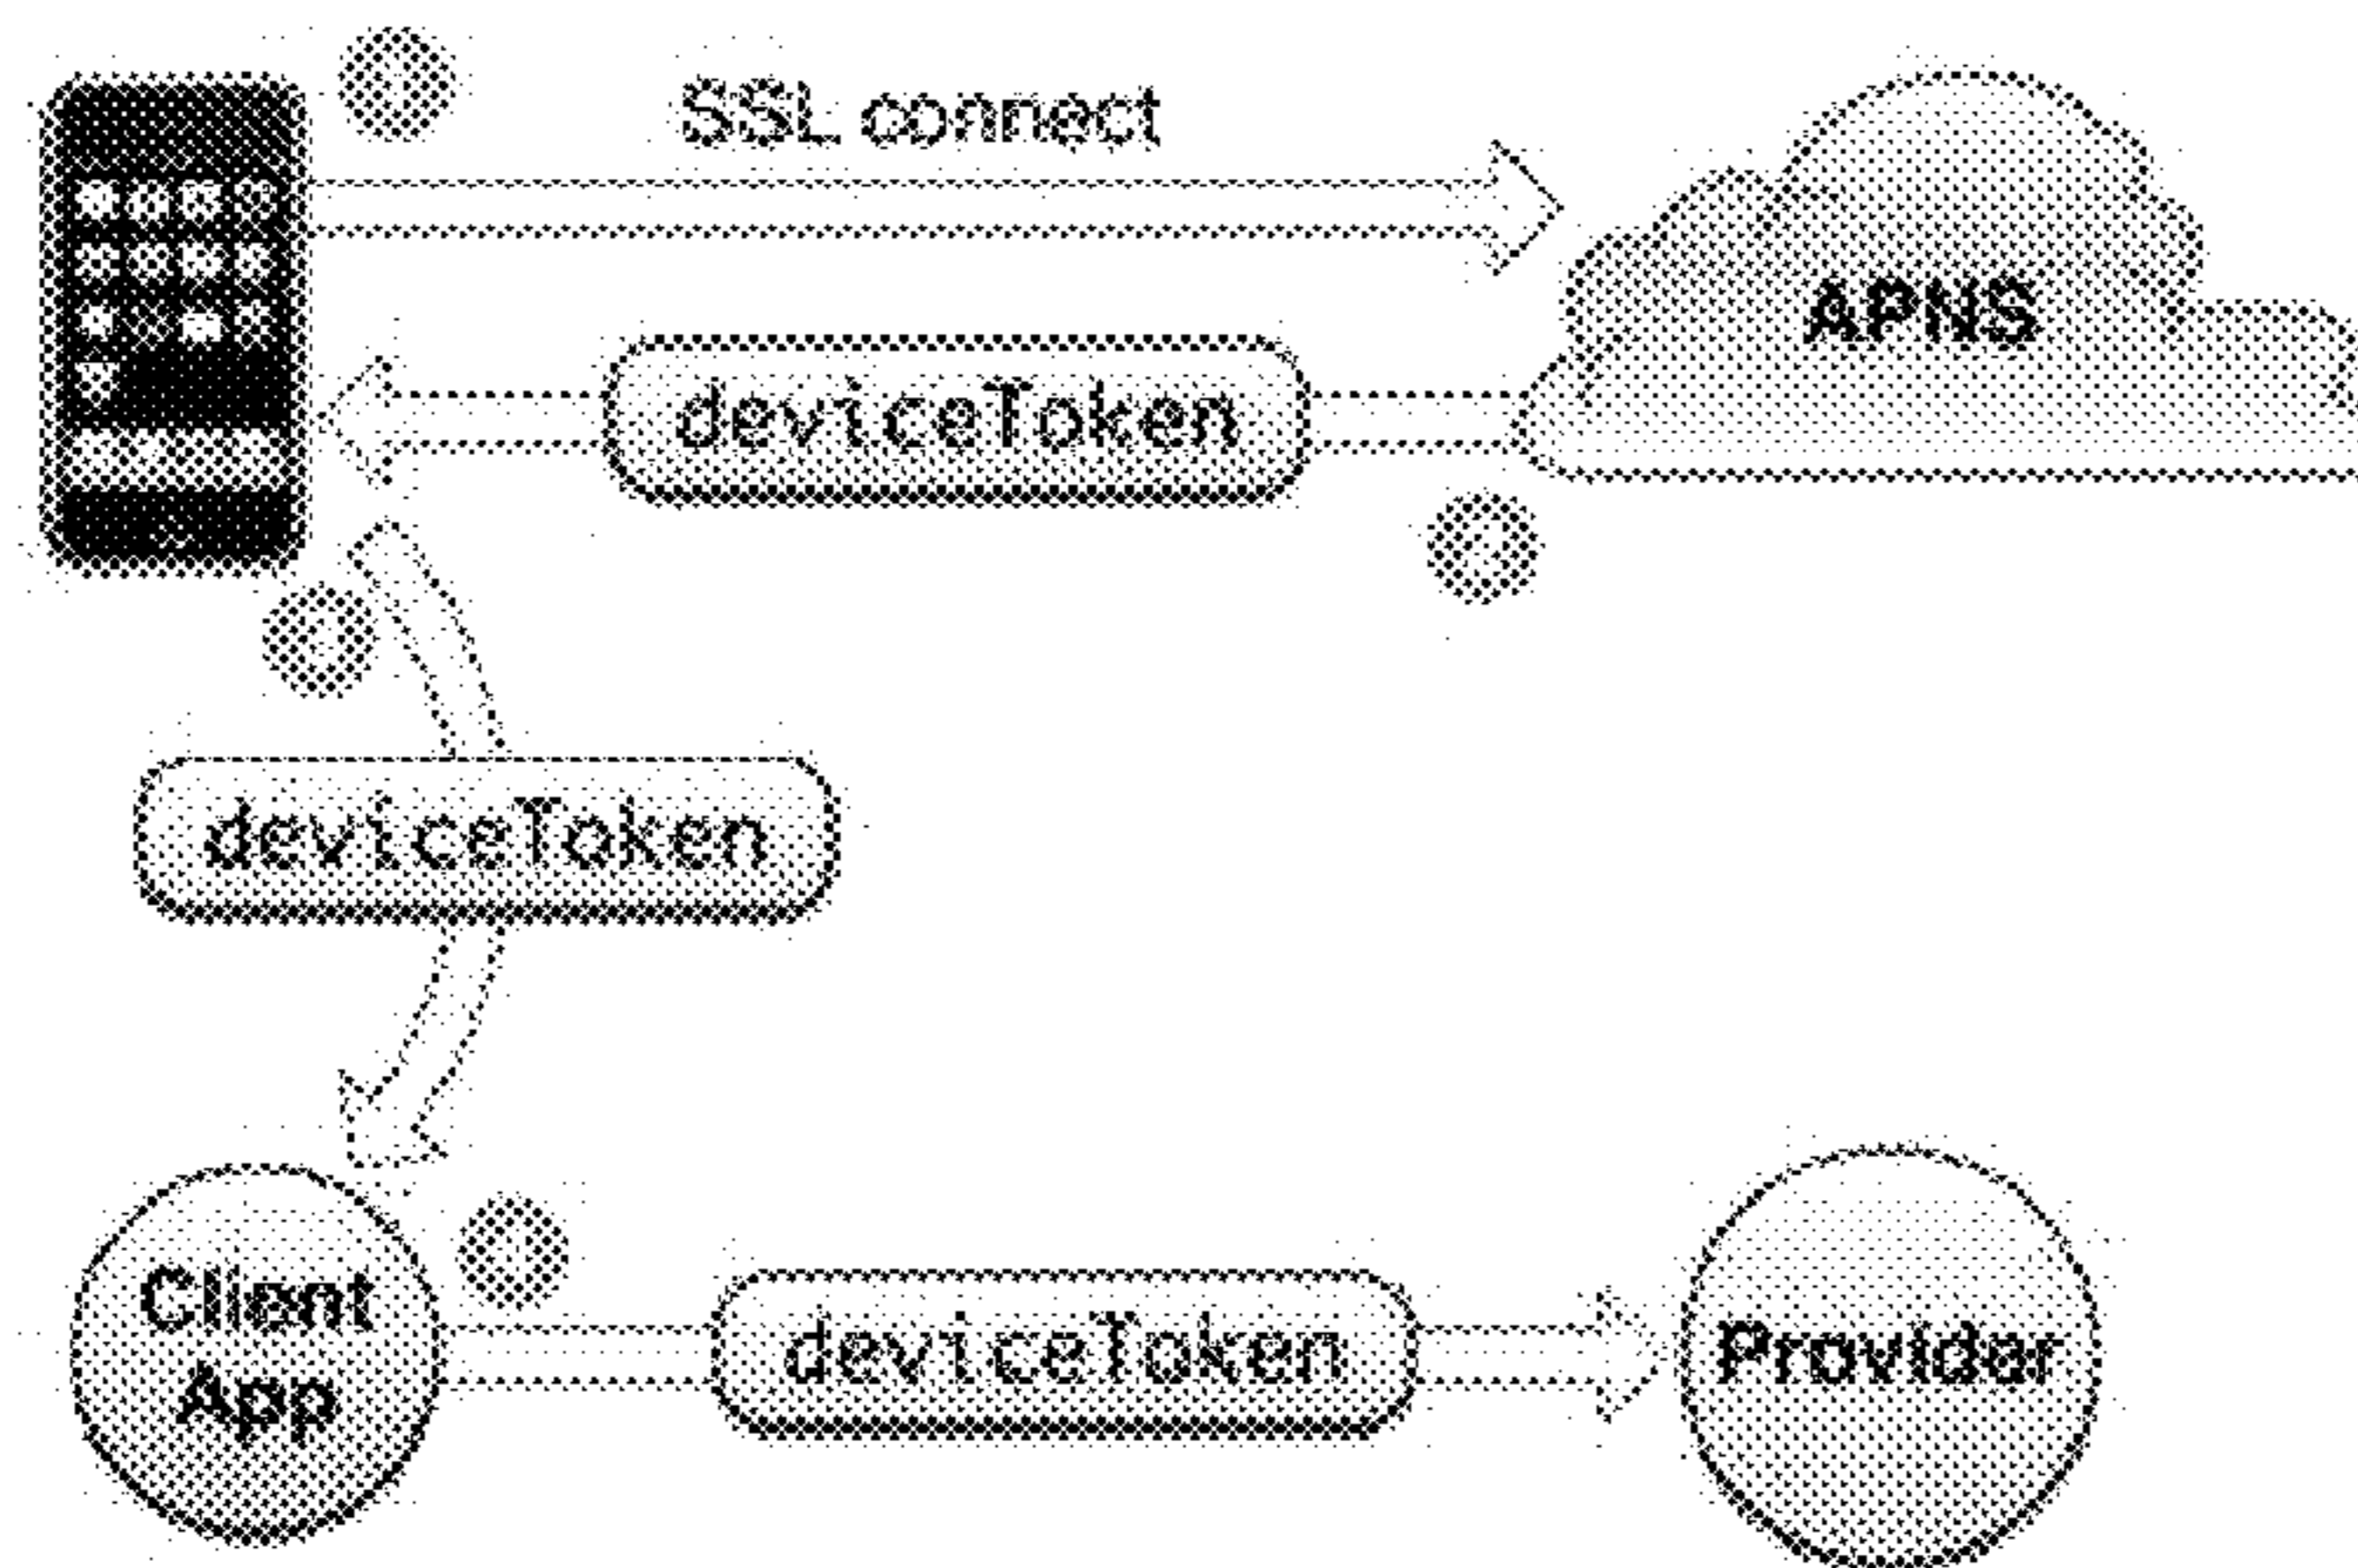 SSL connect
APNS
deviceToken
deviceToken
Client
App
deviceToken
Provider